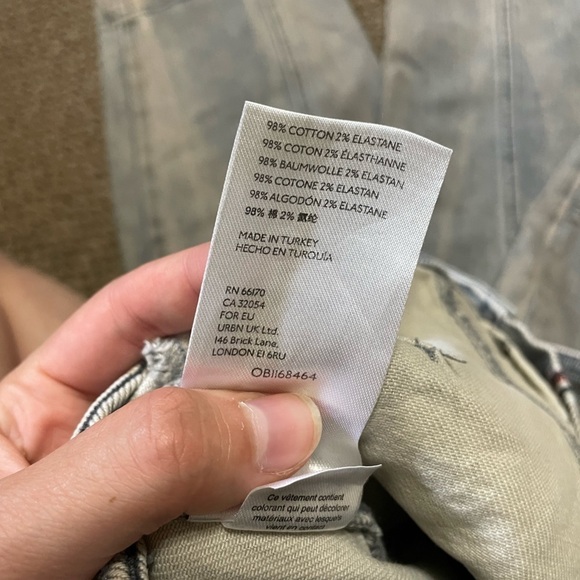 98% COTTON 2% ELASTANE
98% COTON 2% ÉLASTHANNE
98% BAUMWOLLE 2% ELASTAN
98% COTONE 2% ELASTAN
98% ALGODÓN 2% ELASTANE
98% 棉 2% 氨纶
MADE IN TURKEY
HECHO EN TURQUÍA
RN 66170
CA 32054
FOR EU
URBN UK Ltd.
146 Brick Lane,
LONDON E1 6RU
OB1168464
Ce vêtement contient
colorant qui peut décolorer
matériaux avec lesquels
vient en contact